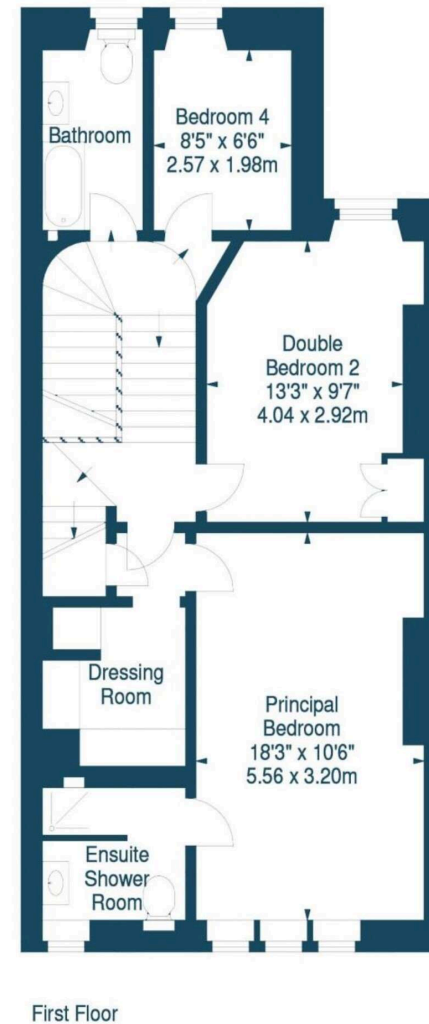 Bathroom
Bedroom 4
8'5" x 6'6"
2.57 x 1.98m
Double
Bedroom 2
13'3" x 9'7"
4.04 x 2.92m
Dressing
Room
Principal
Bedroom
18'3" x 10'6"
5.56 x 3.20m
Ensuite
Shower
Room
First Floor